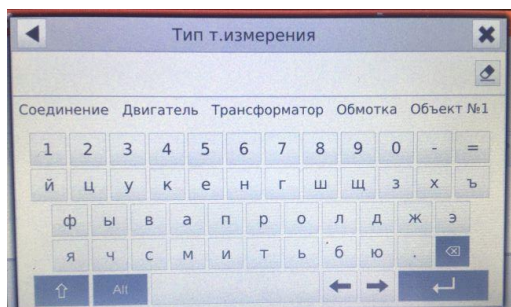 Тип т.измерения
Соединение Двигатель Трансформатор Обмотка Объект №1
1 2 3 4 5 6 7 8 9 0 - =
й ц у к е н г ш щ з х ъ
ф ы в а п р о л д ж э
я ч с м и т ь б ю .
Alt